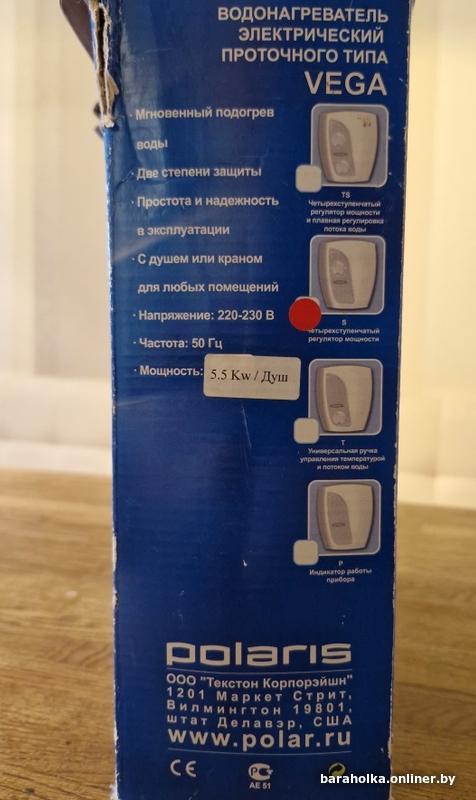 ВОДОНАГРЕВАТЕЛЬ
ЭЛЕКТРИЧЕСКИЙ
ПРОТОЧНОГО ТИПА
VEGA
· Мгновенный подогрев
воды
· Две степени защиты
· Простота и надежность
в эксплуатации
· С душем или краном
для любых помещений
· Напряжение: 220-230 В
· Частота: 50 Гц
· Мощность: 5.5 Kw / Душ
TS
Четырехступенчатый
регулятор мощности
и плавная регулировка
потока воды
S
Четырехступенчатый
регулятор мощности
T
Универсальная ручка
управления температурой
и потоком воды
P
Индикатор работы
прибора
polaris
ООО "Текстон Корпорэйшн"
1201 Маркет Стрит,
Вилмингтон 19801,
штат Делавэр, США
www.polar.ru
CE
АЕ 51
baraholka.onliner.by